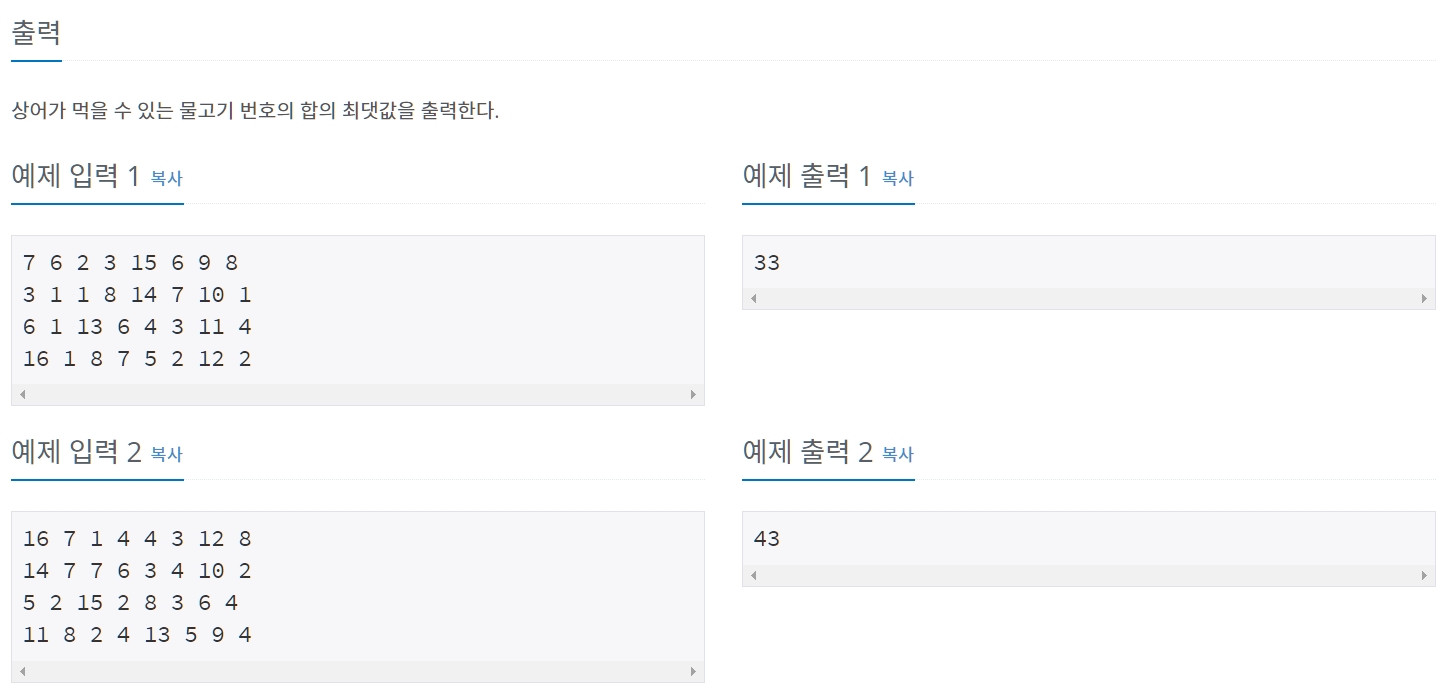 출력
상어가 먹을 수 있는 물고기 번호의 합의 최댓값을 출력한다.
예제 입력 1 복사
7 6 2 3 15 6 9 8
3 1 1 8 14 7 10 1
6 1 13 6 4 3 11 4
16 1 8 7 5 2 12 2
예제 출력 1 복사
33
예제 입력 2 복사
16 7 1 4 4 3 12 8
14 7 7 6 3 4 10 2
5 2 15 2 8 3 6 4
11 8 2 4 13 5 9 4
예제 출력 2 복사
43